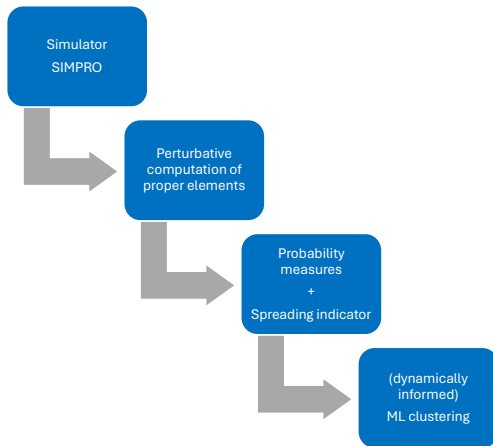 Simulator
SIMPRO
Perturbative
computation of
proper elements
Probability
measures
+
Spreading indicator
(dynamically
informed)
ML clustering